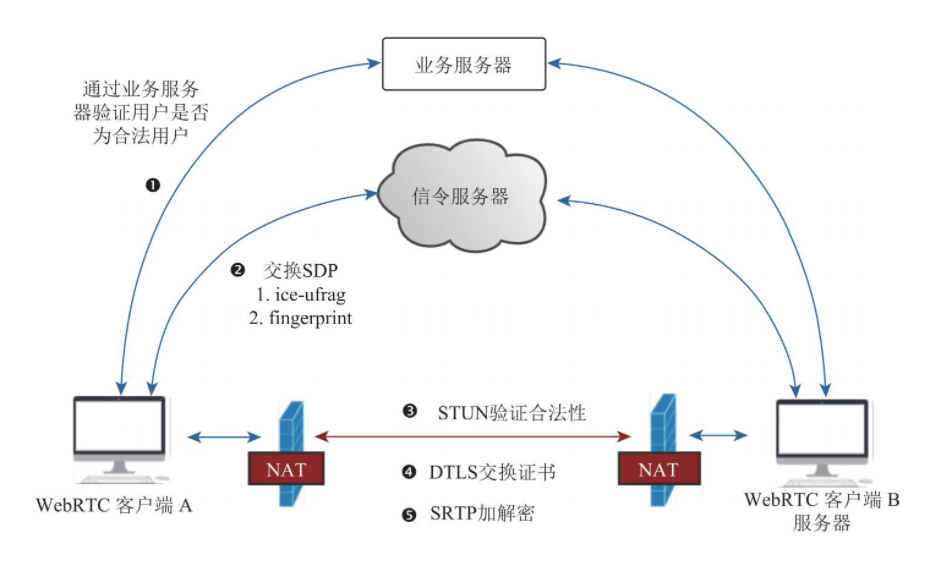 业务服务器
通过业务服务
器验证用户是否
为合法用户
❶
信令服务器
❷ 交换SDP
1. ice-ufrag
2. fingerprint
❸ STUN验证合法性
NAT
NAT
❹ DTLS交换证书
WebRTC 客户端 A
WebRTC 客户端 B
服务器
❺ SRTP加解密